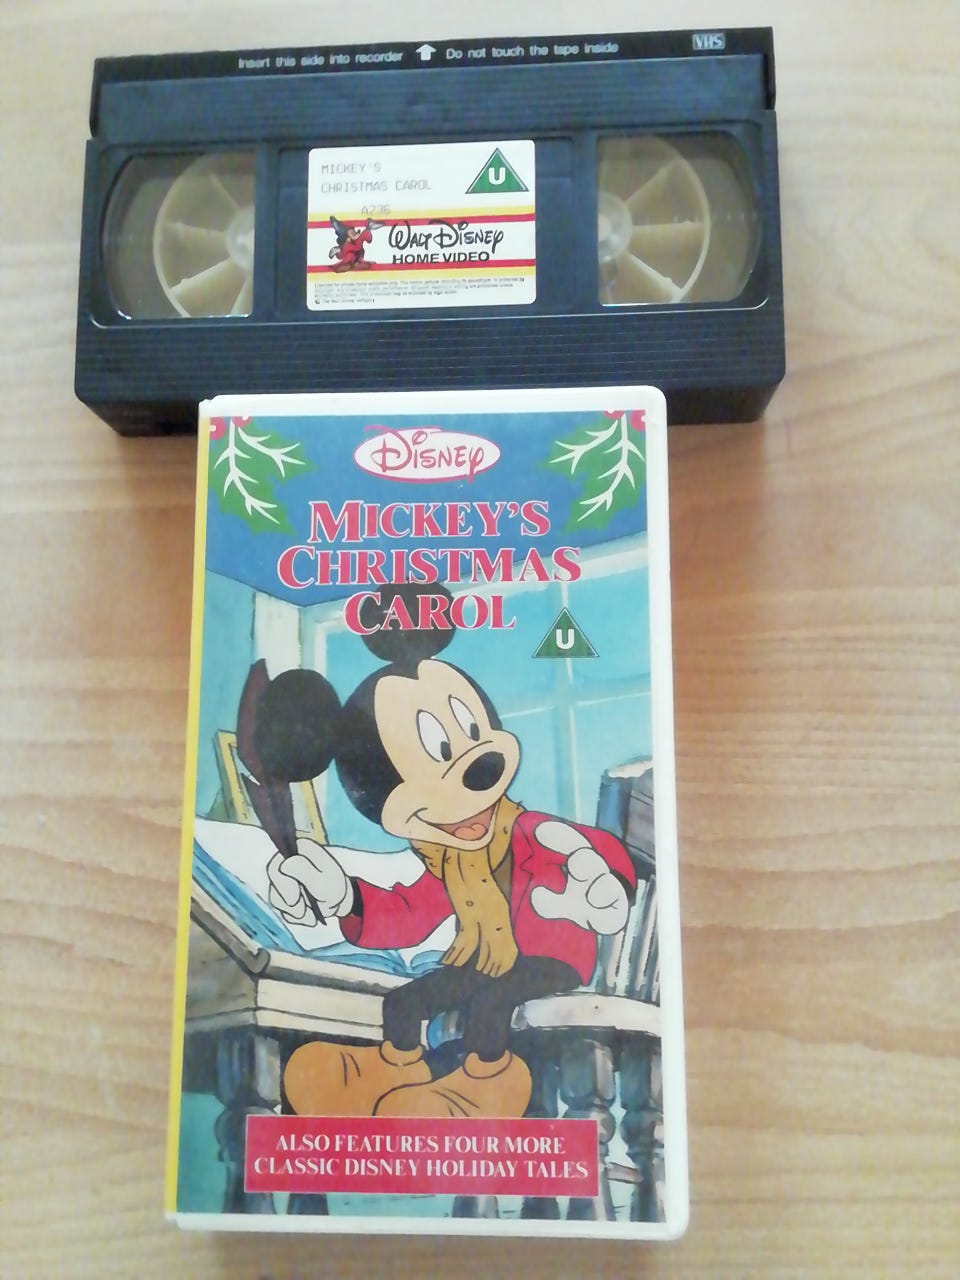 Insert this side into recorder Do not touch the tape inside VHS
MICKEY'S
CHRISTMAS CAROL
U
A236
WALT DISNEY
HOME VIDEO
DISNEY
MICKEY'S
CHRISTMAS
CAROL
U
ALSO FEATURES FOUR MORE
CLASSIC DISNEY HOLIDAY TALES